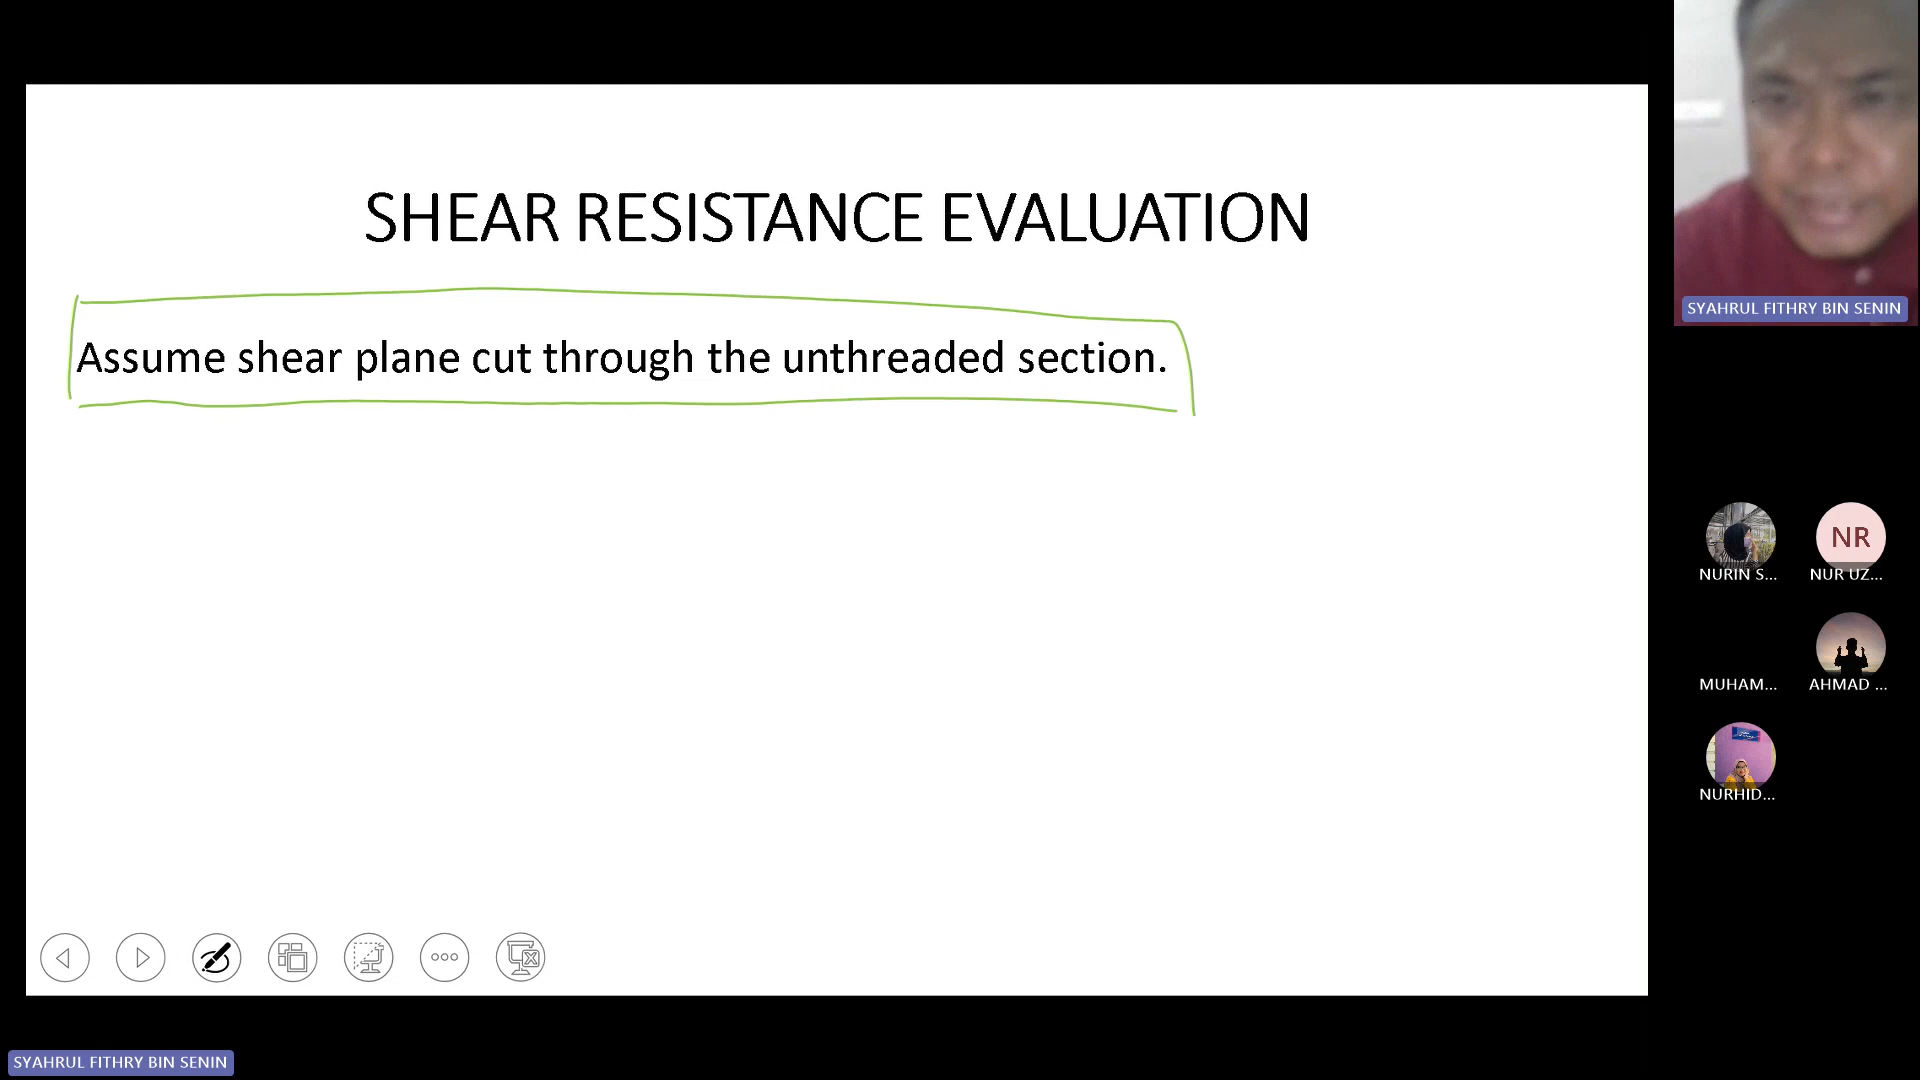 SHEAR RESISTANCE EVALUATION
Assume shear plane cut through the unthreaded section.
SYAHRUL FITHRY BIN SENIN
NR
NURIN S...
NUR UZ...
MUHAM...
AHMAD ...
NURHID...
SYAHRUL FITHRY BIN SENIN